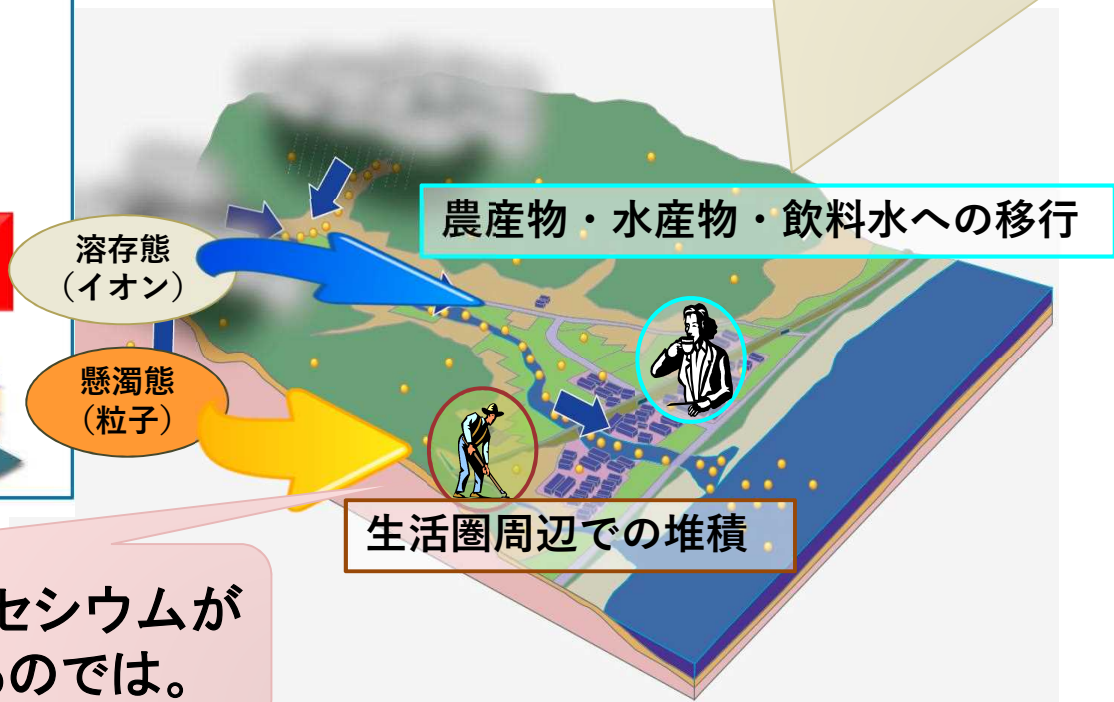 農産物・水産物・飲料水への移行
溶存態
(イオン)
懸濁態
(粒子)
生活圏周辺での堆積
セシウムが
のでは。